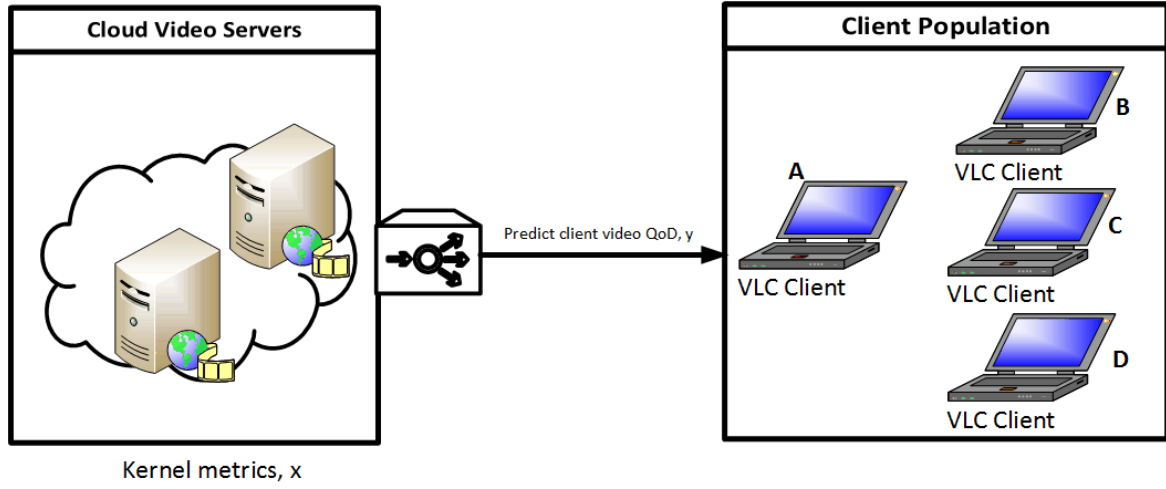 Cloud Video Servers
Kernel metrics, x
Predict client video QoD, y
Client Population
A
VLC Client
B
VLC Client
C
VLC Client
D
VLC Client